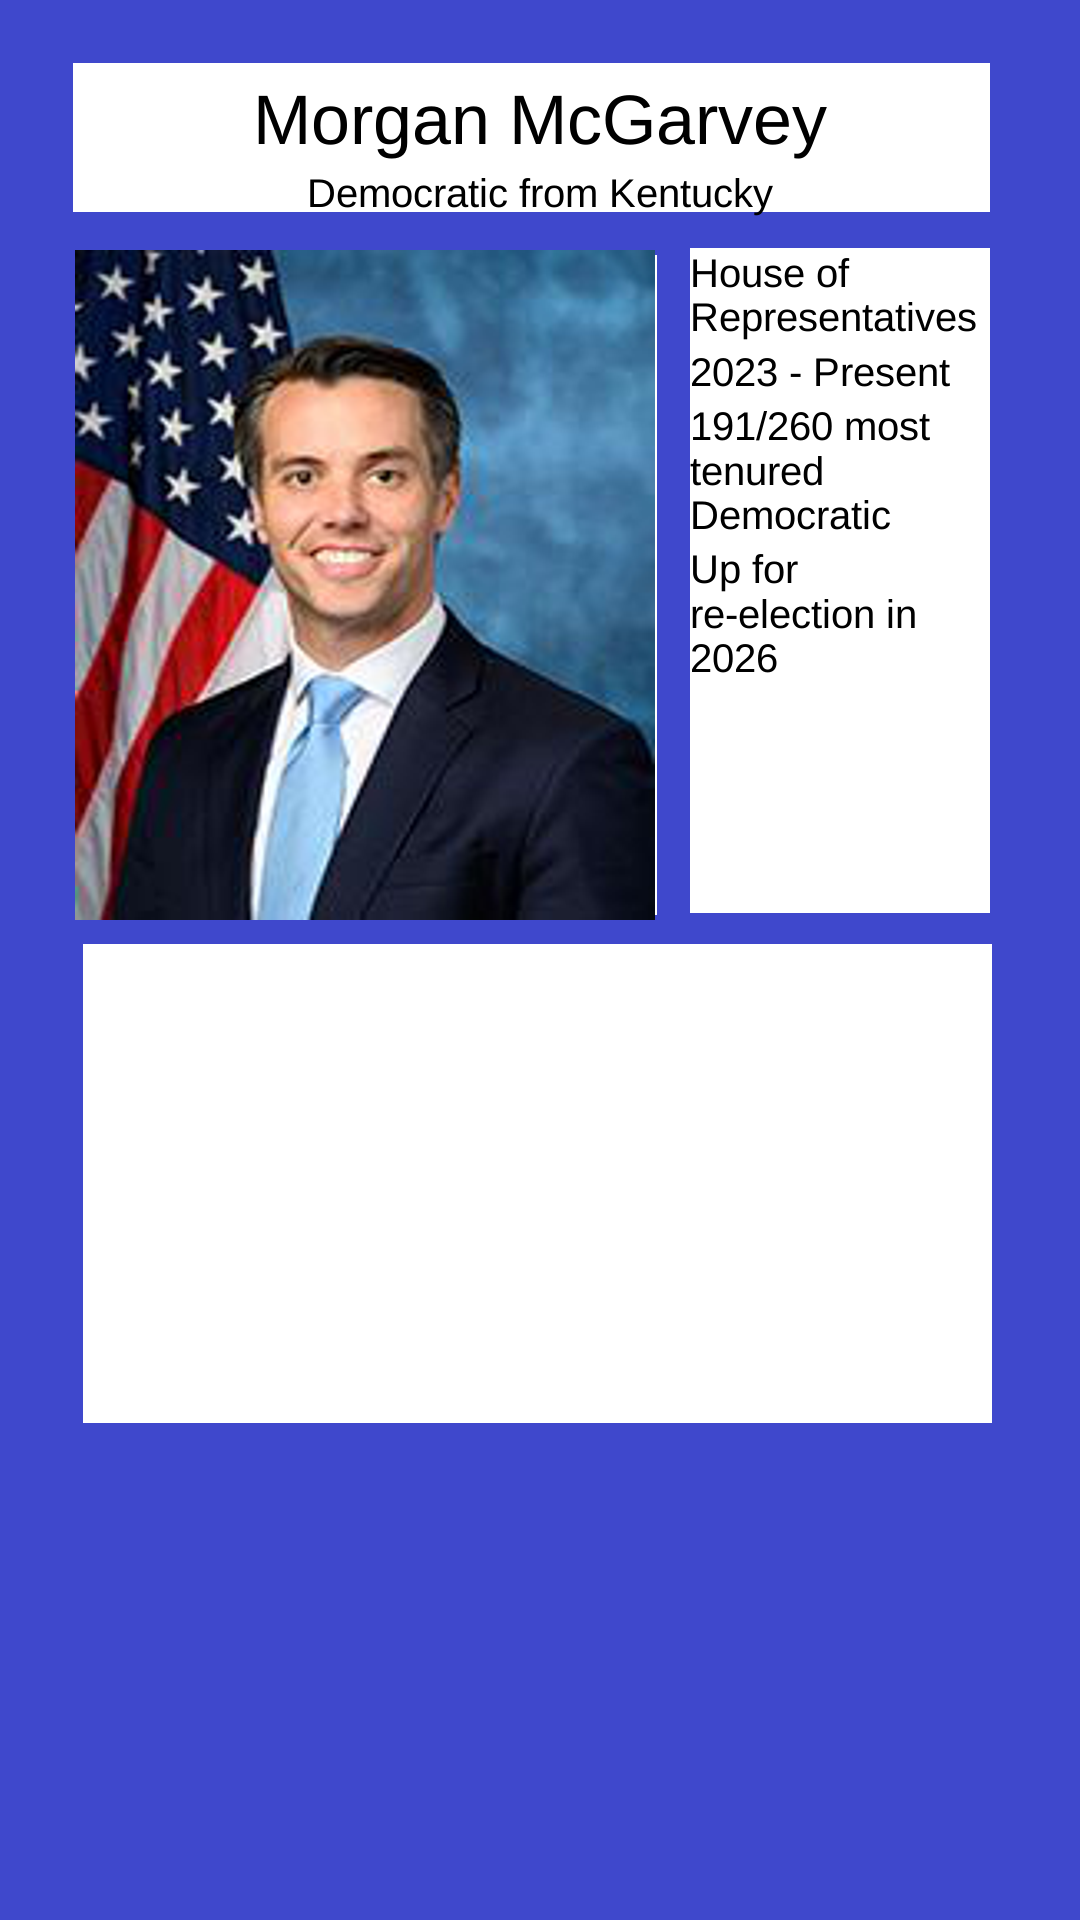 Morgan McGarvey
Democratic from Kentucky
House of
Representatives
2023 - Present
191/260 most
tenured
Democratic
Up for
re-election in
2026